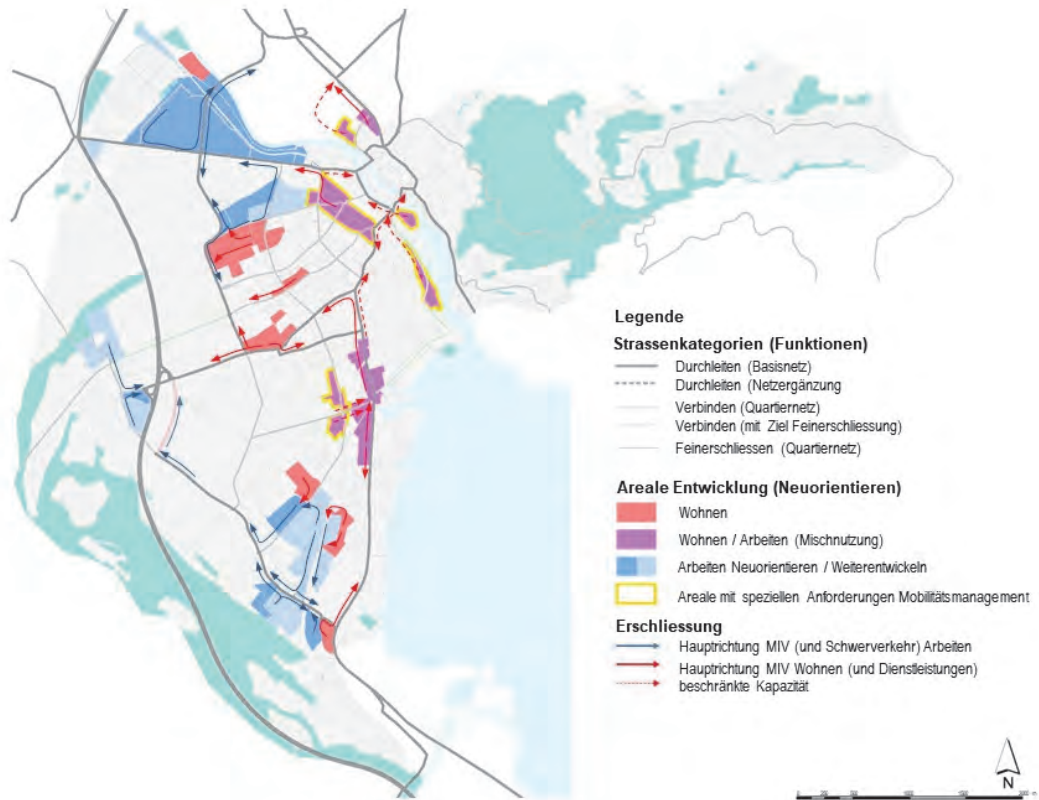 Legende
Strassenkategorien (Funktionen)
Durchleiten (Basisnetz)
Durchleiten (Netzergänzung
Verbinden (Quartiernetz)
Verbinden (mit Ziel Feinerschliessung)
Feinerschliessen (Quartiernetz)
Areale Entwicklung (Neuorientieren)
Wohnen
Wohnen / Arbeiten (Mischnutzung)
Arbeiten Neuorientieren / Weiterentwickeln
Areale mit speziellen Anforderungen Mobilitätsmanagement
Erschliessung
Hauptrichtung MIV (und Schwerverkehr) Arbeiten
Hauptrichtung MIV Wohnen (und Dienstleistungen)
beschränkte Kapazität
N